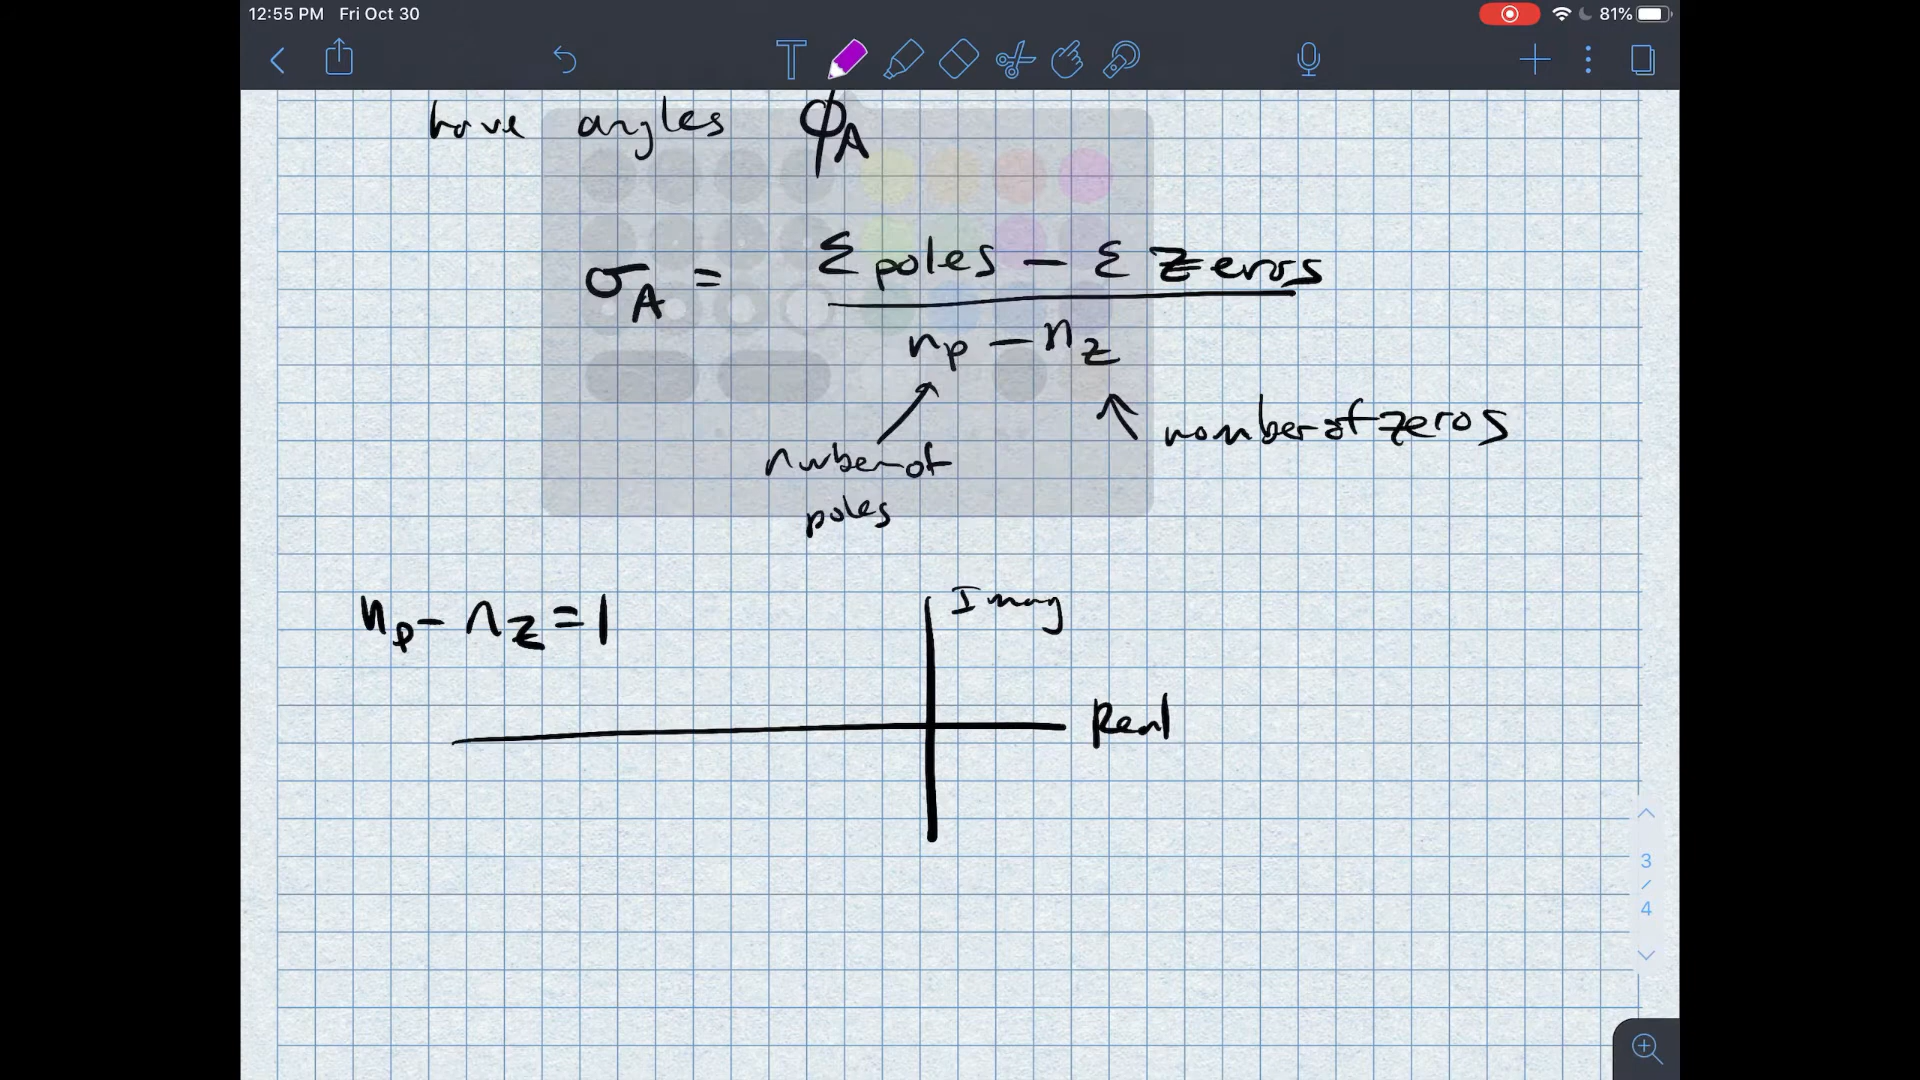 12:55 PM Fri Oct 30
81%
T
have angles ϕA
σA = Σ poles − Σ zeros
np − nz
number of zeros
number of
poles
np − nz = 1
Imag
Real
3
/
4